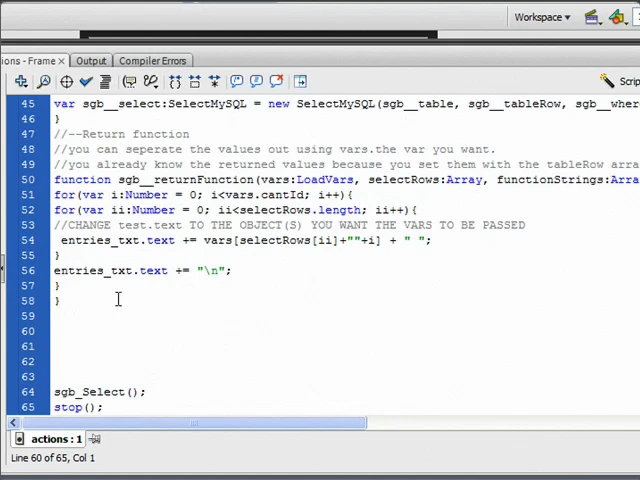 Workspace
ons - Frame × Output Compiler Errors
Scrip
45 var sgb__select:SelectMySQL = new SelectMySQL(sgb__table, sgb__tableRow, sgb__wher
46 }
47 //--Return function
48 //you can seperate the values out using vars.the var you want.
49 //you already know the returned values because you set them with the tableRow arra
50 function sgb__returnFunction(vars:LoadVars, selectRows:Array, functionStrings:Arra
51 for(var i:Number = 0; i<vars.cantId; i++){
52 for(var ii:Number = 0; ii<selectRows.length; ii++){
53 //CHANGE test.text TO THE OBJECT(S) YOU WANT THE VARS TO BE PASSED
54 entries_txt.text += vars[selectRows[ii]+""+i] + " ";
55 }
56 entries_txt.text += "\n";
57 }
58 }
59
60
61
62
63
64 sgb_Select();
65 stop();
actions : 1
Line 60 of 65, Col 1